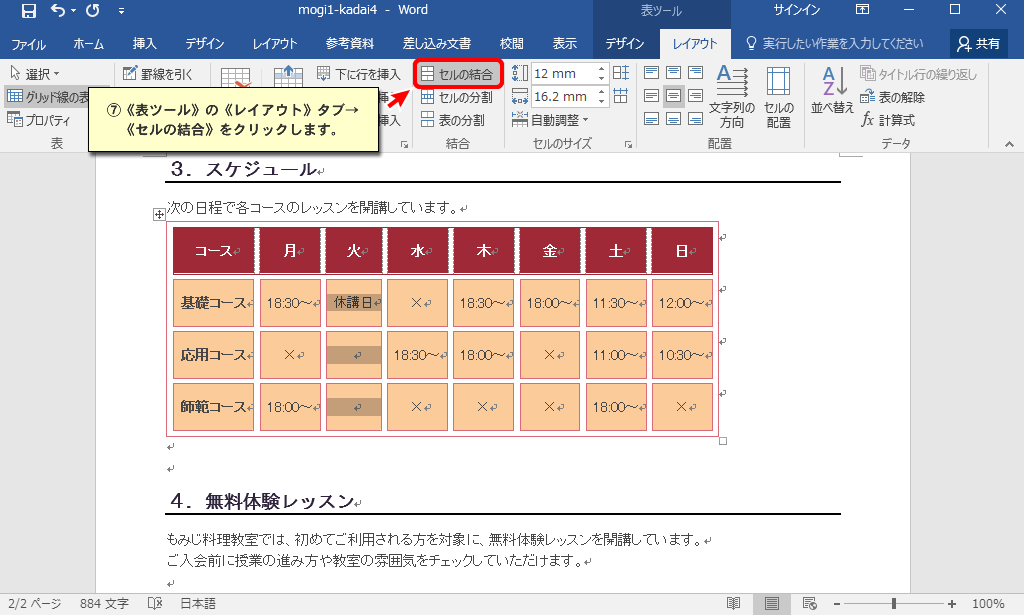 mogi1-kadai4 - Word
表ツール
サインイン
ファイル ホーム 挿入 デザイン レイアウト 参考資料 差し込み文書 校閲 表示 デザイン レイアウト 実行したい作業を入力してください 共有
選択 罫線を引く 下に行を挿入 セルの結合 12 mm タイトル行の繰り返し
グリッド線の表 セルの分割 16.2 mm 文字列の方向 セルの配置 並べ替え 表の解除
プロパティ 挿入 表の分割 自動調整 fx 計算式
表 結合 セルのサイズ 配置 データ
⑦《表ツール》の《レイアウト》タブ→
《セルの結合》をクリックします。
3．スケジュール
次の日程で各コースのレッスンを開講しています。
コース 月 火 水 木 金 土 日
基礎コース 18:30～ 休講日 × 18:30～ 18:00～ 11:30～ 12:00～
応用コース × 18:30～ 18:00～ × 11:00～ 10:30～
師範コース 18:00～ × × × 18:00～ ×
4．無料体験レッスン
もみじ料理教室では、初めてご利用される方を対象に、無料体験レッスンを開講しています。
ご入会前に授業の進み方や教室の雰囲気をチェックしていただけます。
2/2 ページ 884 文字 日本語 100%